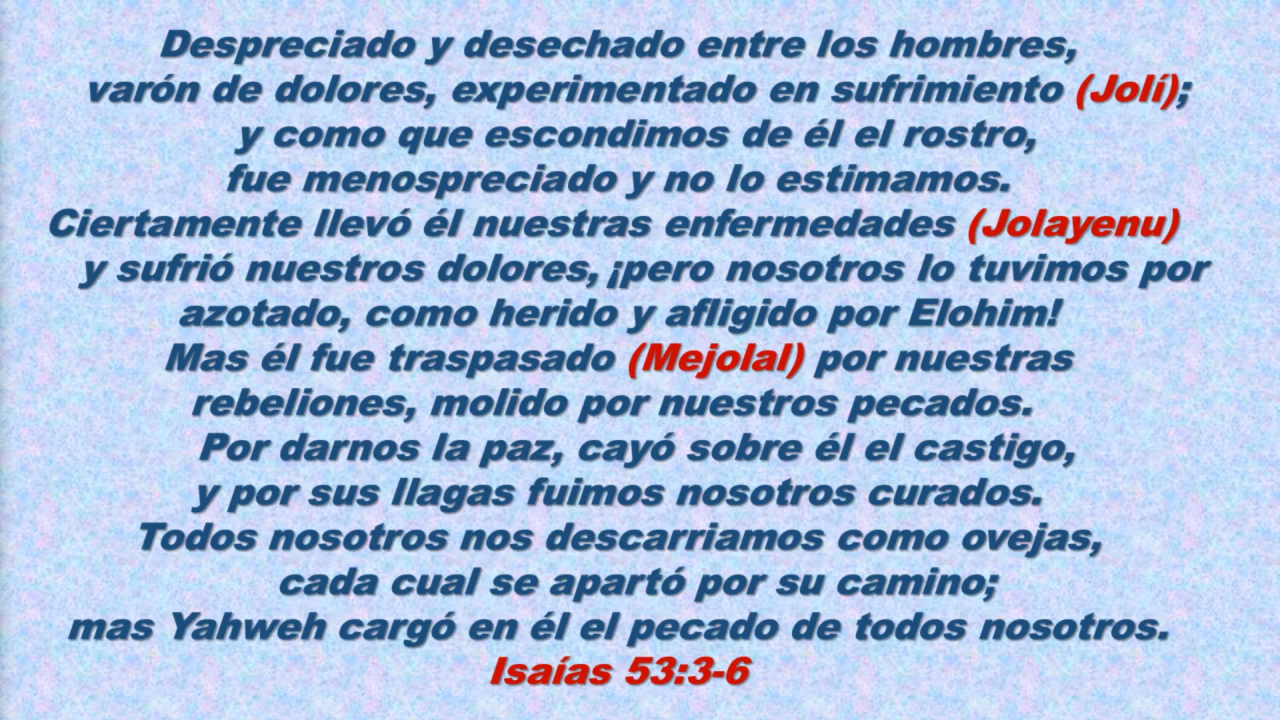 Despreciado y desechado entre los hombres,
varón de dolores, experimentado en sufrimiento (Jolí);
y como que escondimos de él el rostro,
fue menospreciado y no lo estimamos.
Ciertamente llevó él nuestras enfermedades (Jolayenu)
y sufrió nuestros dolores, ¡pero nosotros lo tuvimos por
azotado, como herido y afligido por Elohim!
Mas él fue traspasado (Mejolal) por nuestras
rebeliones, molido por nuestros pecados.
Por darnos la paz, cayó sobre él el castigo,
y por sus llagas fuimos nosotros curados.
Todos nosotros nos descarriamos como ovejas,
cada cual se apartó por su camino;
mas Yahweh cargó en él el pecado de todos nosotros.
Isaías 53:3-6